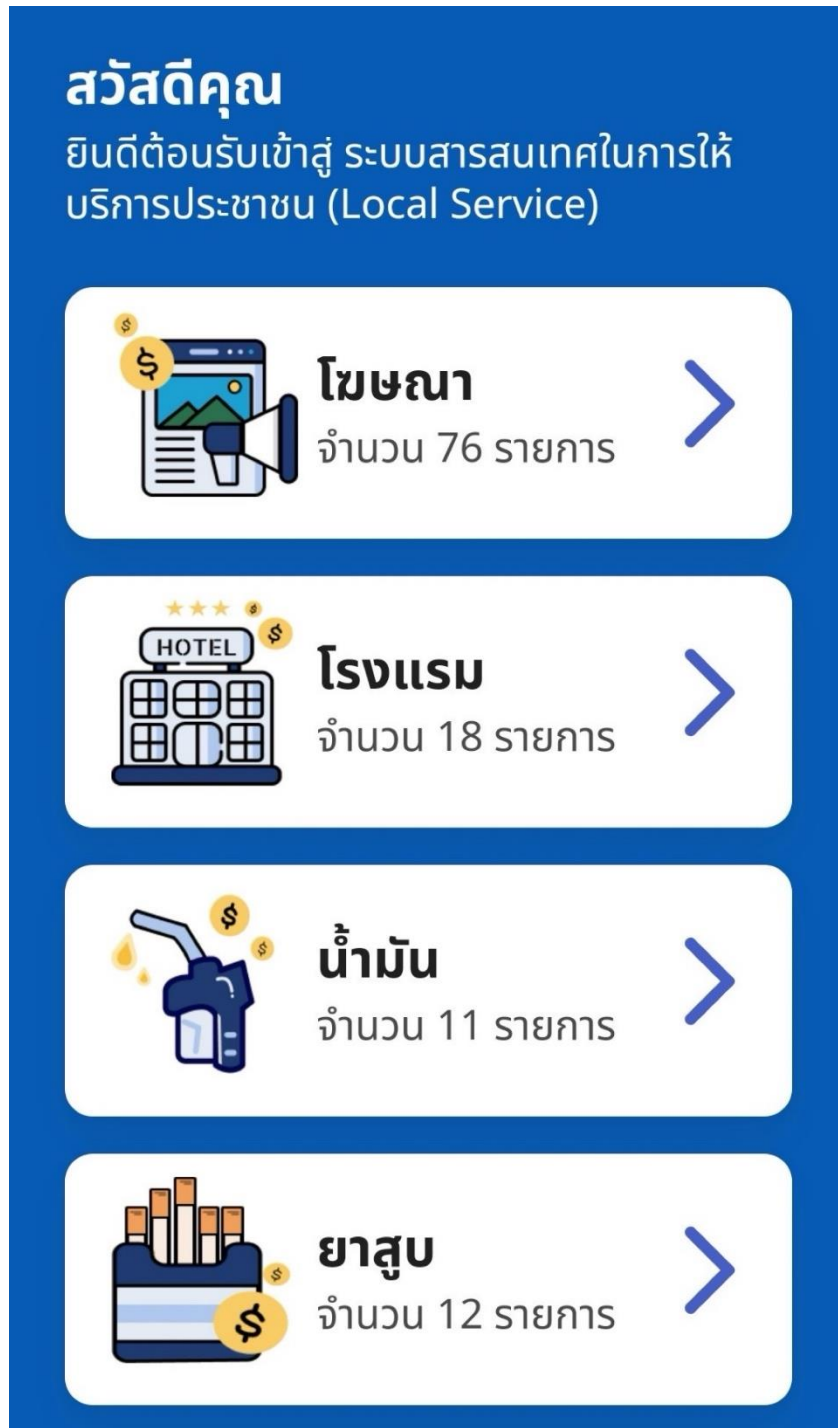 สวัสดีคุณ
ยินดีต้อนรับเข้าสู่ ระบบสารสนเทศในการให้
บริการประชาชน (Local Service)
$
$
โฆษณา
จำนวน 76 รายการ
$
$
HOTEL
โรงแรม
จำนวน 18 รายการ
$
$
น้ำมัน
จำนวน 11 รายการ
$
$
ยาสูบ
จำนวน 12 รายการ